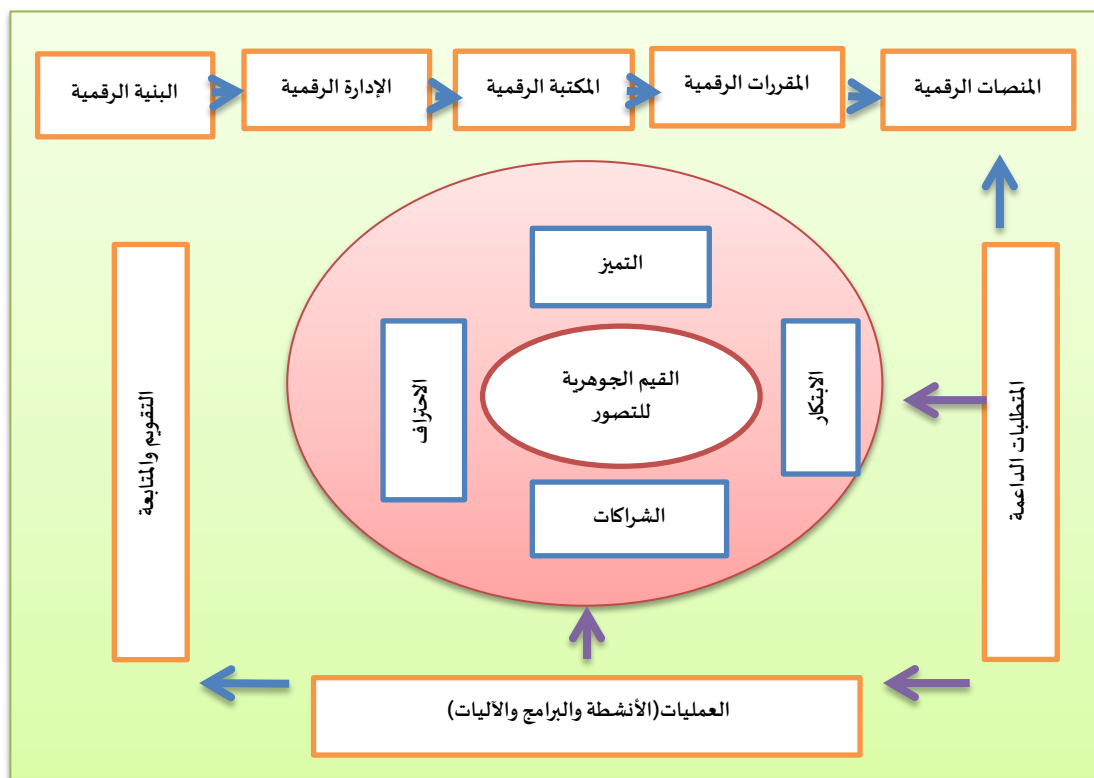 المنصات الرقمية
المقررات الرقمية
المكتبة الرقمية
الإدارة الرقمية
البنية الرقمية
التميز
الابتكار
القيم الجوهرية
للتصور
الاحتراف
الشراكات
المتطلبات الداعمة
التقويم والمتابعة
العمليات(الأنشطة والبرامج والآليات)